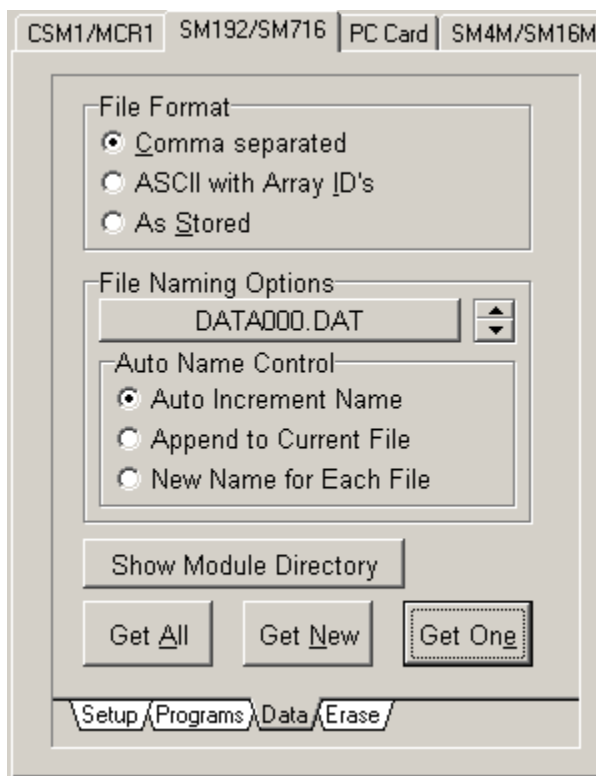 CSM1/MCR1 SM192/SM716 PC Card SM4M/SM16M
File Format
Comma separated
ASCII with Array ID's
As Stored
File Naming Options
DATA000.DAT
Auto Name Control
Auto Increment Name
Append to Current File
New Name for Each File
Show Module Directory
Get All Get New Get One
Setup Programs Data Erase